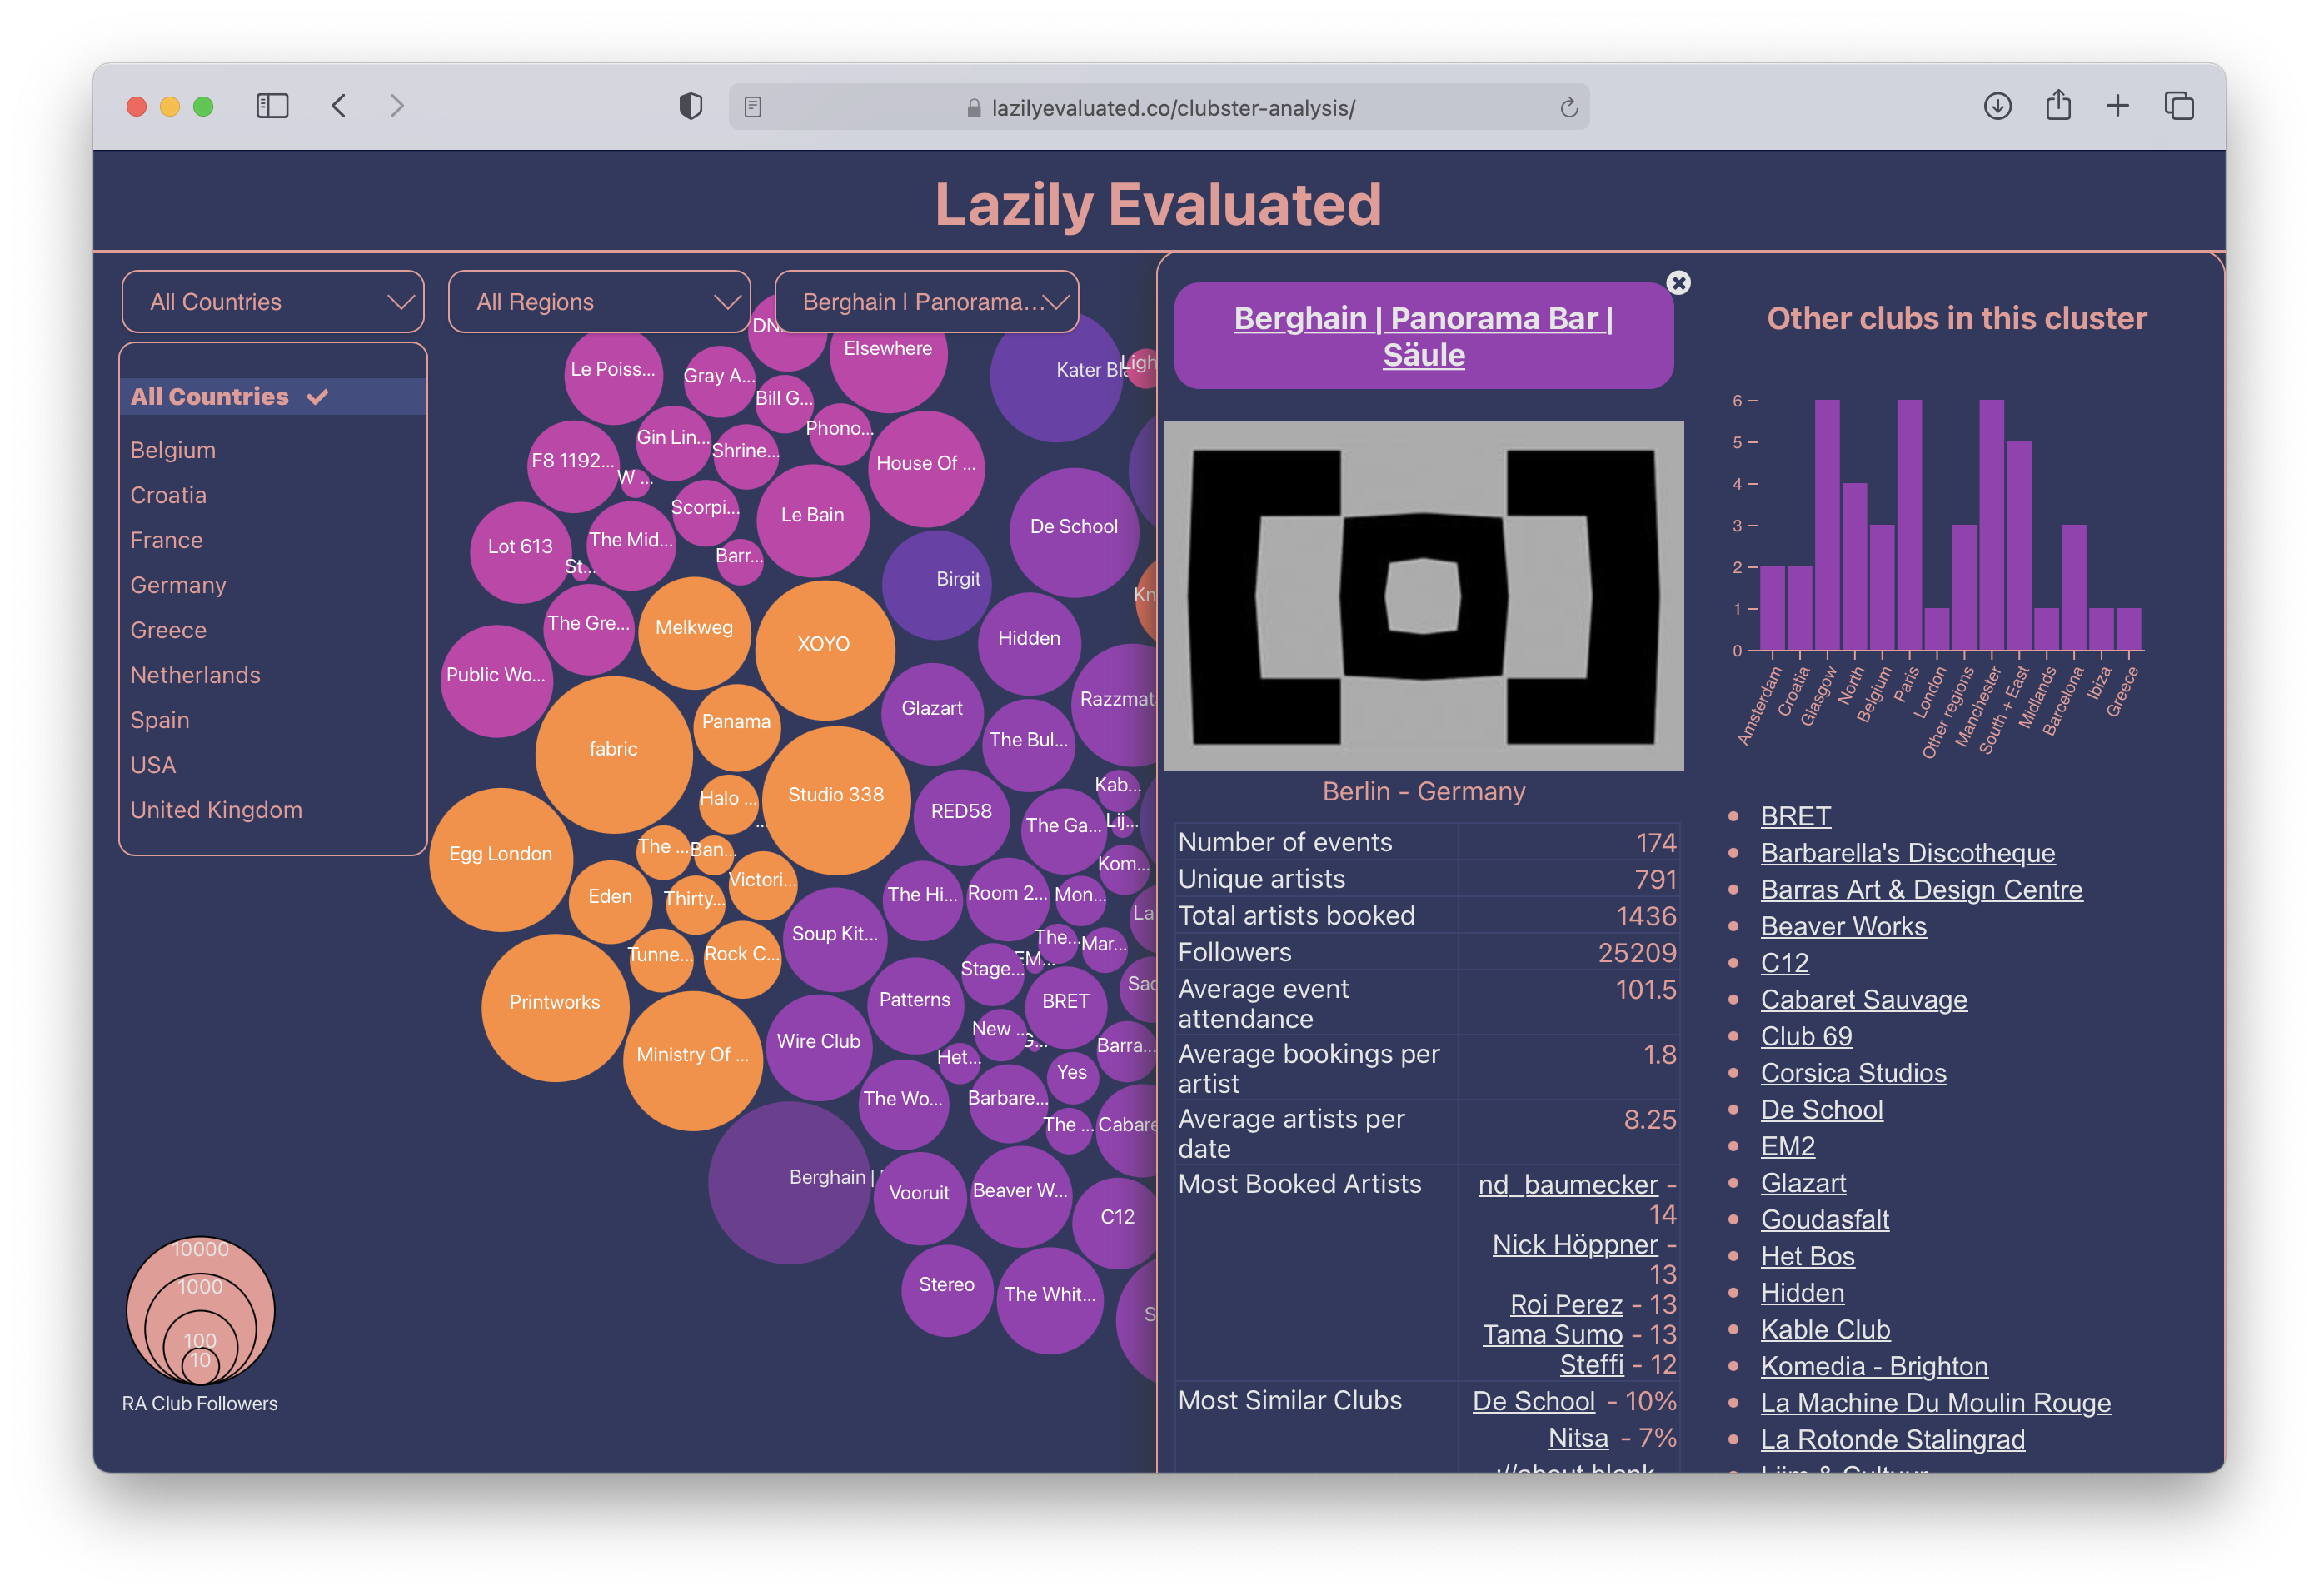 lazilyevaluated.co/clubster-analysis/
Lazily Evaluated
All Countries
All Regions
Berghain | Panorama...
All Countries
Belgium
Croatia
France
Germany
Greece
Netherlands
Spain
USA
United Kingdom
DN...
Elsewhere
Le Poiss...
Gray A...
Bill G...
Kater Bla
Ligh
Gin Lin...
Phono...
Shrine...
F8 1192...
W ...
House Of ...
Scorpi...
Le Bain
De School
Lot 613
The Mid...
Barr...
St...
Birgit
Kn
The Gre...
Melkweg
XOYO
Hidden
Public Wo...
Razzmat
Glazart
Panama
fabric
The Bul...
Kab...
Halo ...
...
Studio 338
RED58
The Ga...
Lij...
Egg London
The ...
Ban...
Kom...
Victori...
Eden
Thirty...
The Hi...
Room 2...
Mon...
La
Soup Kit...
The...
Mar...
Tunne...
Rock C...
EM...
Stage...
Sac
Printworks
Patterns
BRET
New ...
G...
Wire Club
Barra...
Ministry Of ...
Het...
Yes
The Wo...
Barbare...
The ...
Cabare
Berghain |
Vooruit
Beaver W...
C12
Stereo
The Whit...
S
10000
1000
100
10
RA Club Followers
Berghain | Panorama Bar |
Säule
Berlin - Germany
Number of events 174
Unique artists 791
Total artists booked 1436
Followers 25209
Average event
attendance 101.5
Average bookings per
artist 1.8
Average artists per
date 8.25
Most Booked Artists
nd_baumecker -
14
Nick Höppner -
13
Roi Perez - 13
Tama Sumo - 13
Steffi - 12
Most Similar Clubs
De School - 10%
Nitsa - 7%
://about blank
Other clubs in this cluster
6
5
4
3
2
1
0
Amsterdam
Croatia
Glasgow
North
Belgium
Paris
London
Other regions
Manchester
South + East
Midlands
Barcelona
Ibiza
Greece
BRET
Barbarella's Discotheque
Barras Art & Design Centre
Beaver Works
C12
Cabaret Sauvage
Club 69
Corsica Studios
De School
EM2
Glazart
Goudasfalt
Het Bos
Hidden
Kable Club
Komedia - Brighton
La Machine Du Moulin Rouge
La Rotonde Stalingrad